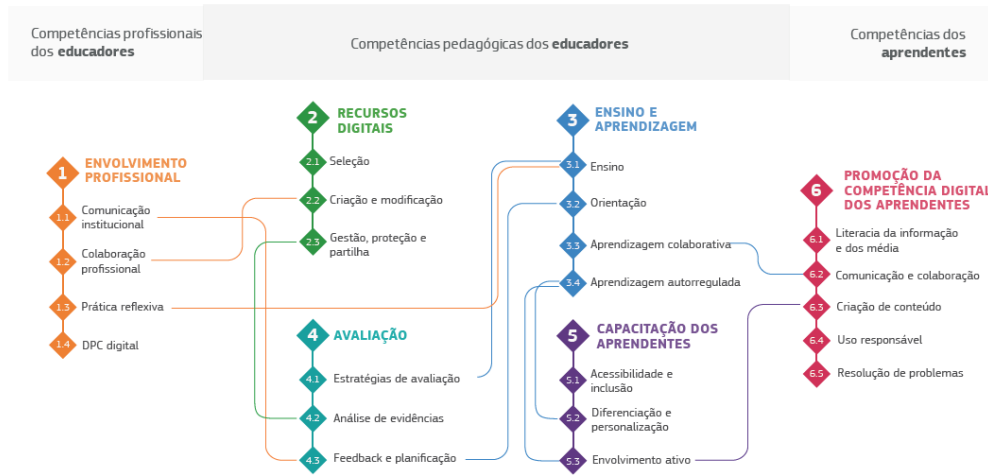 Competências profissionais
dos educadores
Competências pedagógicas dos educadores
Competências dos
aprendentes
1
ENVOLVIMENTO
PROFISSIONAL
1.1
Comunicação
institucional
1.2
Colaboração
profissional
1.3
Prática reflexiva
1.4
DPC digital
2
RECURSOS
DIGITAIS
2.1
Seleção
2.2
Criação e modificação
2.3
Gestão, proteção e
partilha
4
AVALIAÇÃO
4.1
Estratégias de avaliação
4.2
Análise de evidências
4.3
Feedback e planificação
3
ENSINO E
APRENDIZAGEM
3.1
Ensino
3.2
Orientação
3.3
Aprendizagem colaborativa
3.4
Aprendizagem autorregulada
5
CAPACITAÇÃO DOS
APRENDENTES
5.1
Acessibilidade e
inclusão
5.2
Diferenciação e
personalização
5.3
Envolvimento ativo
6
PROMOÇÃO DA
COMPETÊNCIA DIGITAL
DOS APRENDENTES
6.1
Literacia da informação
e dos média
6.2
Comunicação e colaboração
6.3
Criação de conteúdo
6.4
Uso responsável
6.5
Resolução de problemas